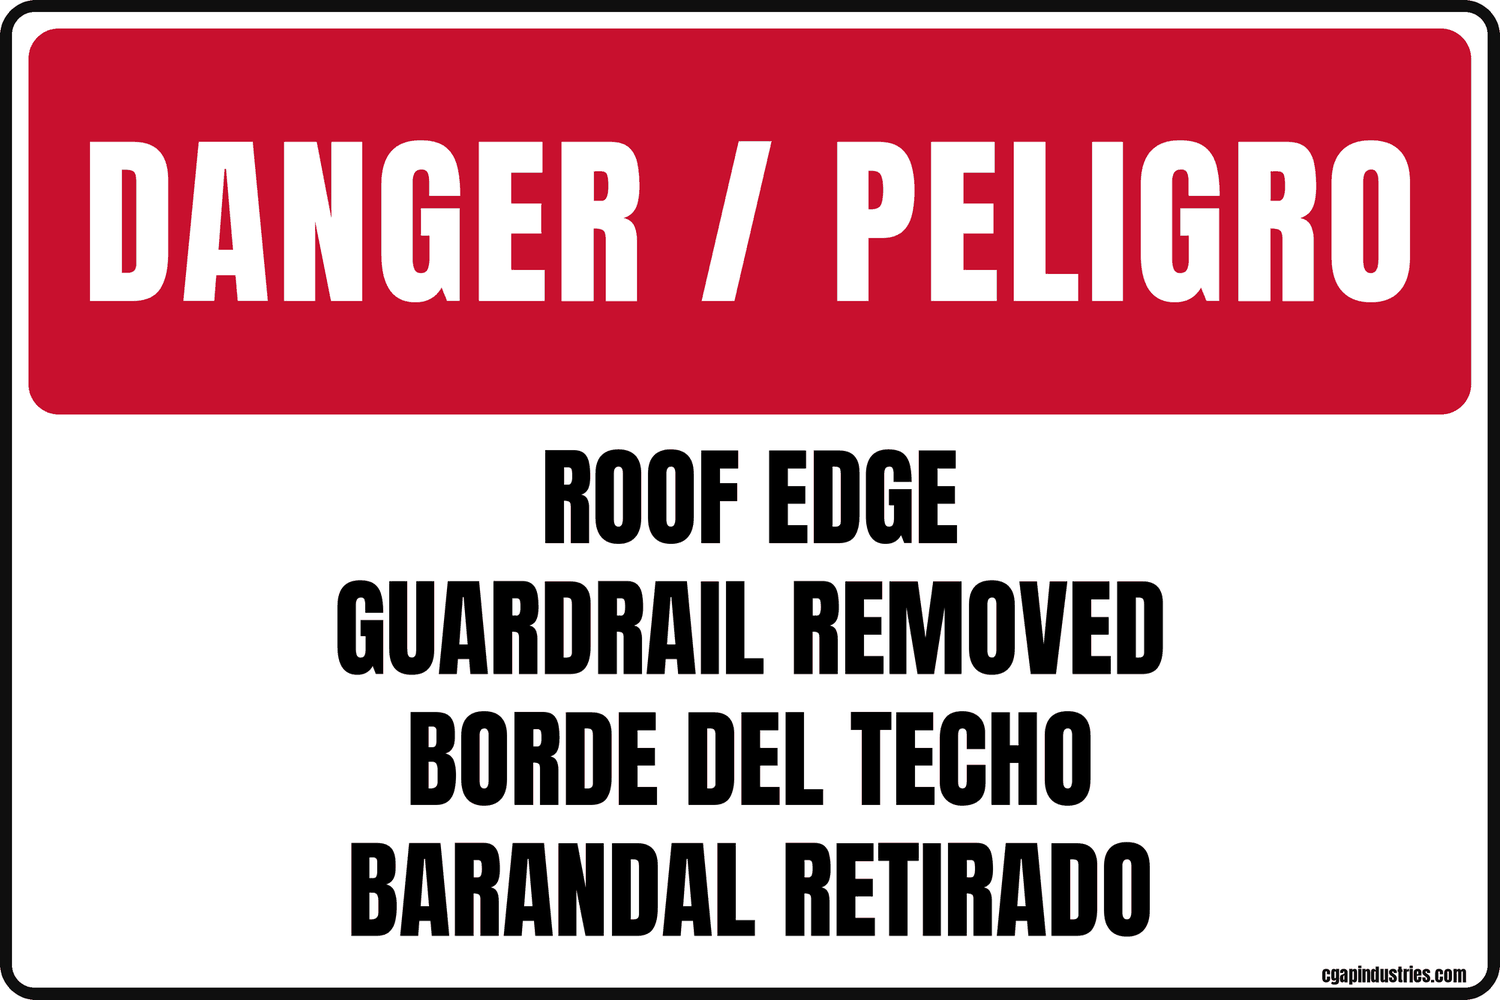 DANGER / PELIGRO
ROOF EDGE
GUARDRAIL REMOVED
BORDE DEL TECHO
BARANDAL RETIRADO
cgapindustries.com